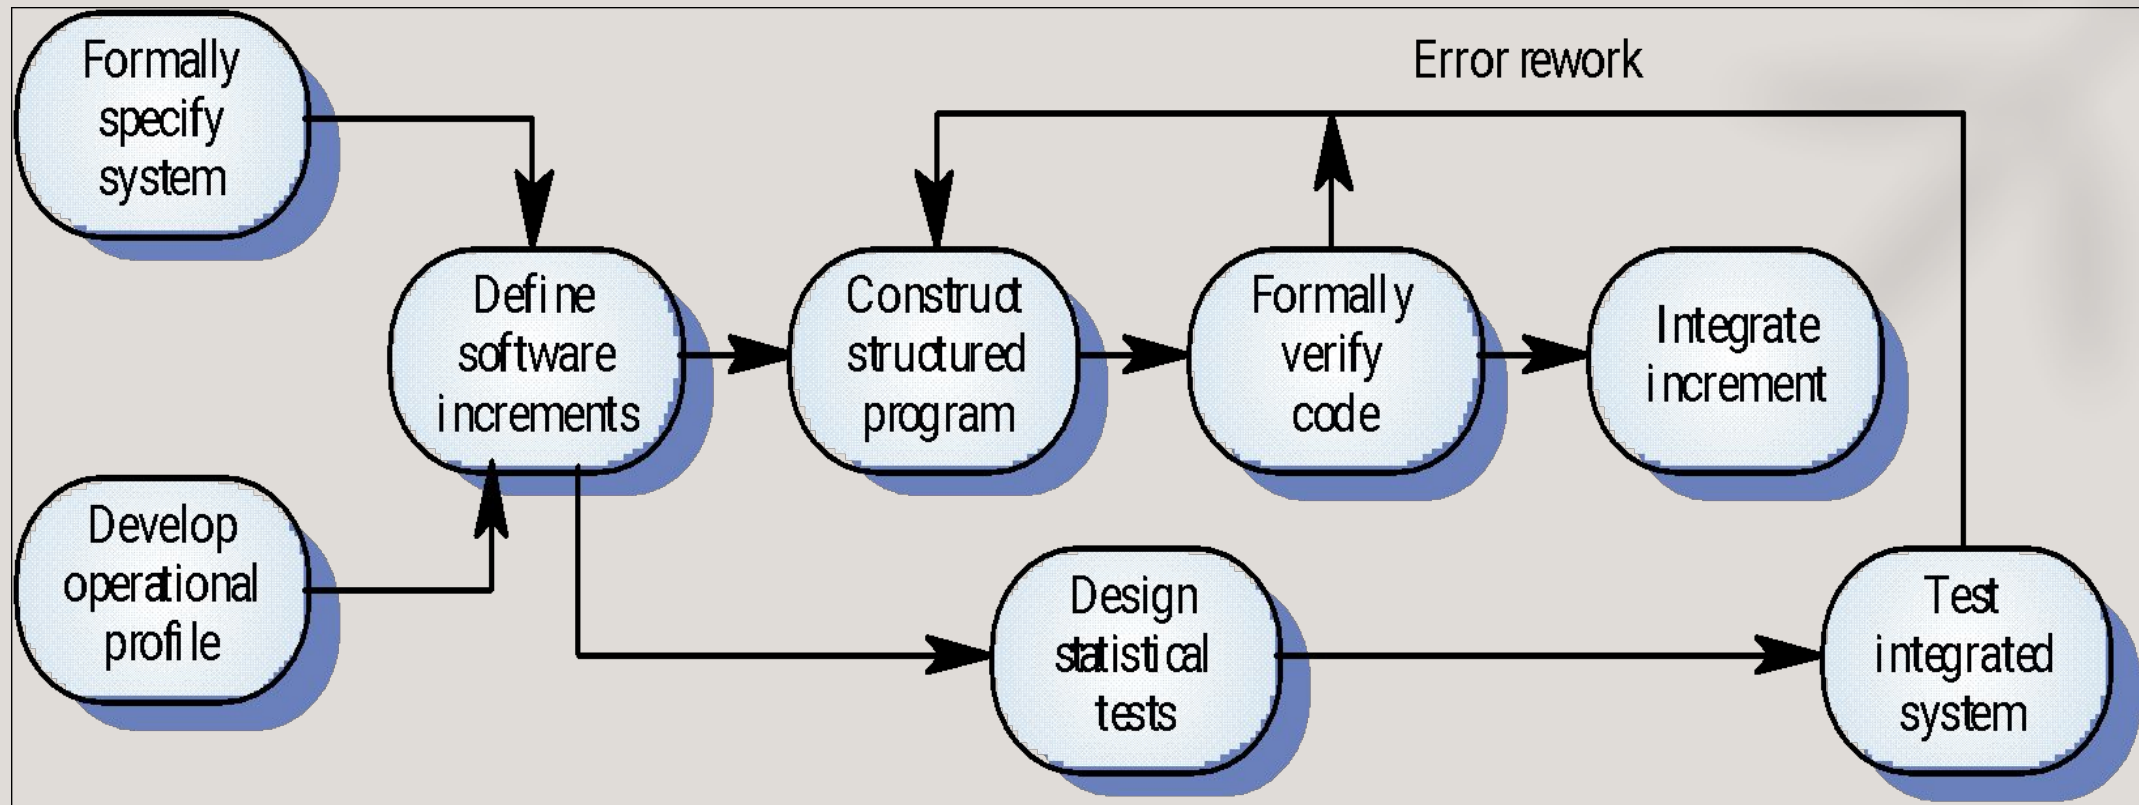 Formally
specify
system
Error rework
Define
software
increments
Construct
structured
program
Formally
verify
code
Integrate
increment
Develop
operational
profile
Design
statistical
tests
Test
integrated
system